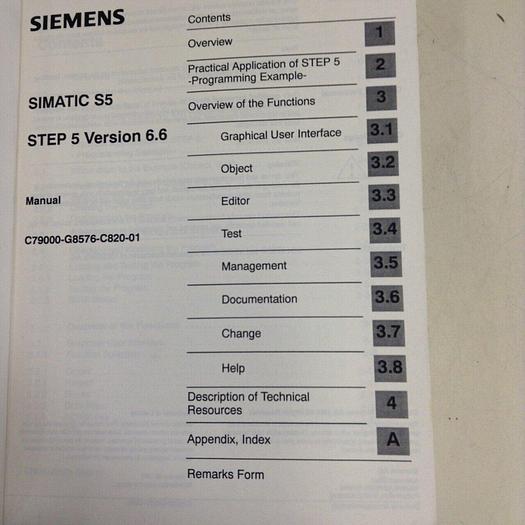 SIEMENS
SIMATIC S5
STEP 5 Version 6.6
Manual
C79000-G8576-C820-01
Contents
Overview 1
Practical Application of STEP 5
-Programming Example- 2
Overview of the Functions 3
Graphical User Interface 3.1
Object 3.2
Editor 3.3
Test 3.4
Management 3.5
Documentation 3.6
Change 3.7
Help 3.8
Description of Technical
Resources 4
Appendix, Index A
Remarks Form